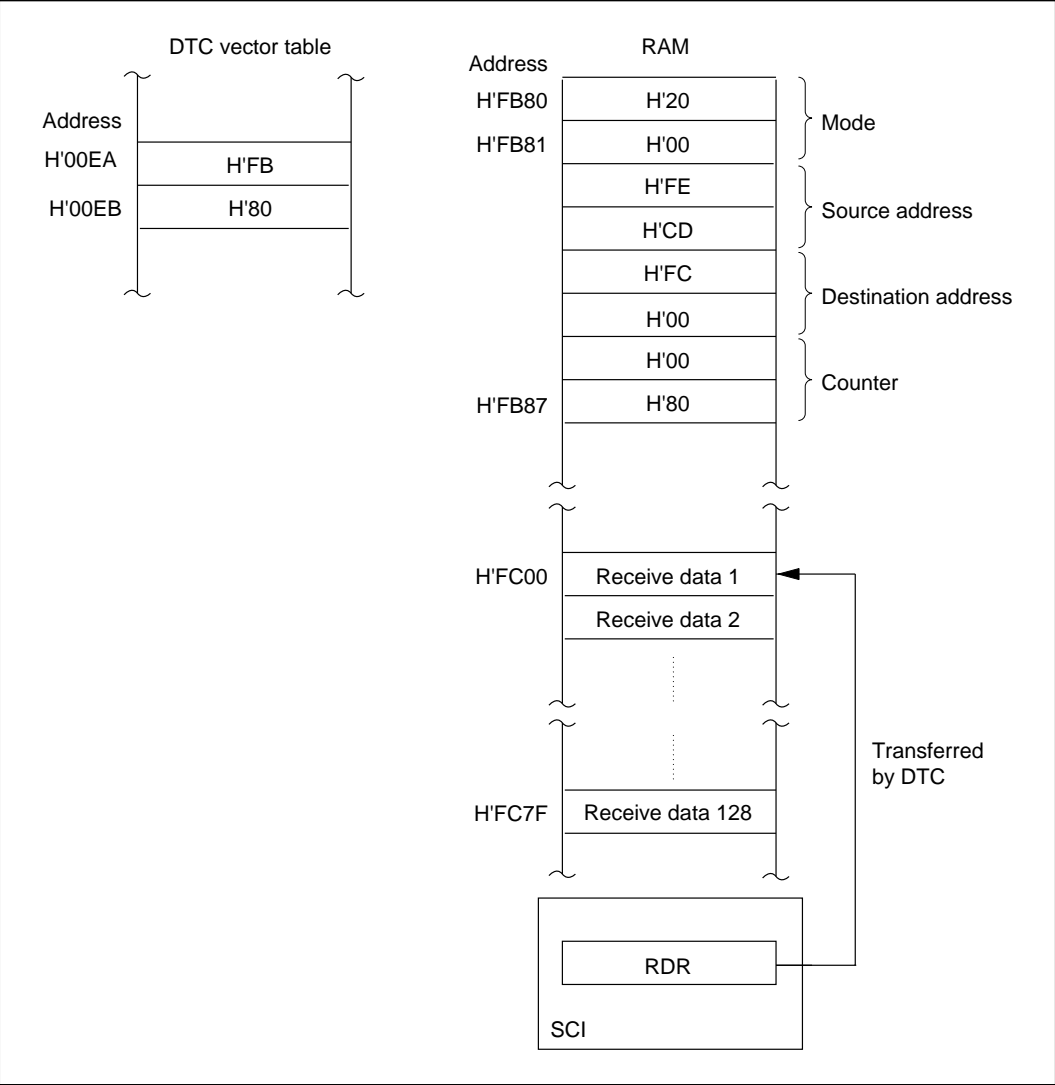 DTC vector table
Address
H'00EA
H'FB
H'00EB
H'80
RAM
Address
H'FB80
H'20
H'FB81
H'00
Mode
H'FE
H'CD
Source address
H'FC
H'00
Destination address
H'00
H'FB87
H'80
Counter
H'FC00
Receive data 1
Receive data 2
H'FC7F
Receive data 128
Transferred
by DTC
RDR
SCI